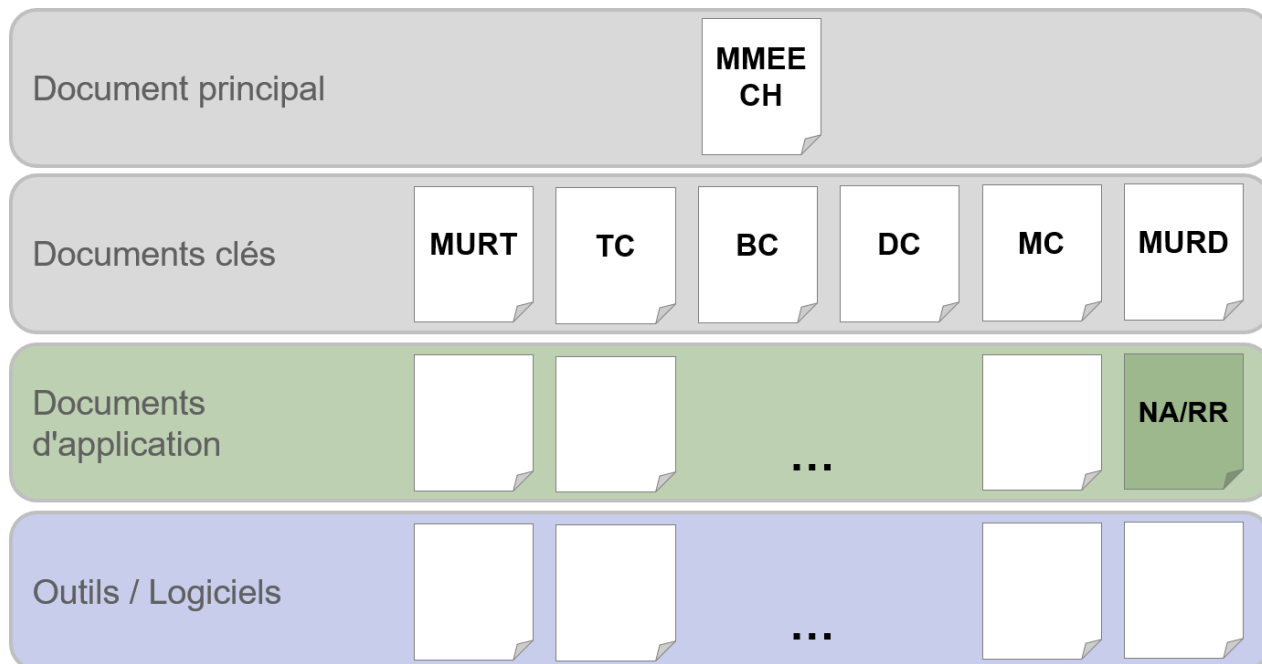 Document principal
MMEE
CH
Documents clés
MURT
TC
BC
DC
MC
MURD
Documents
d'application
...
NA/RR
Outils / Logiciels
...